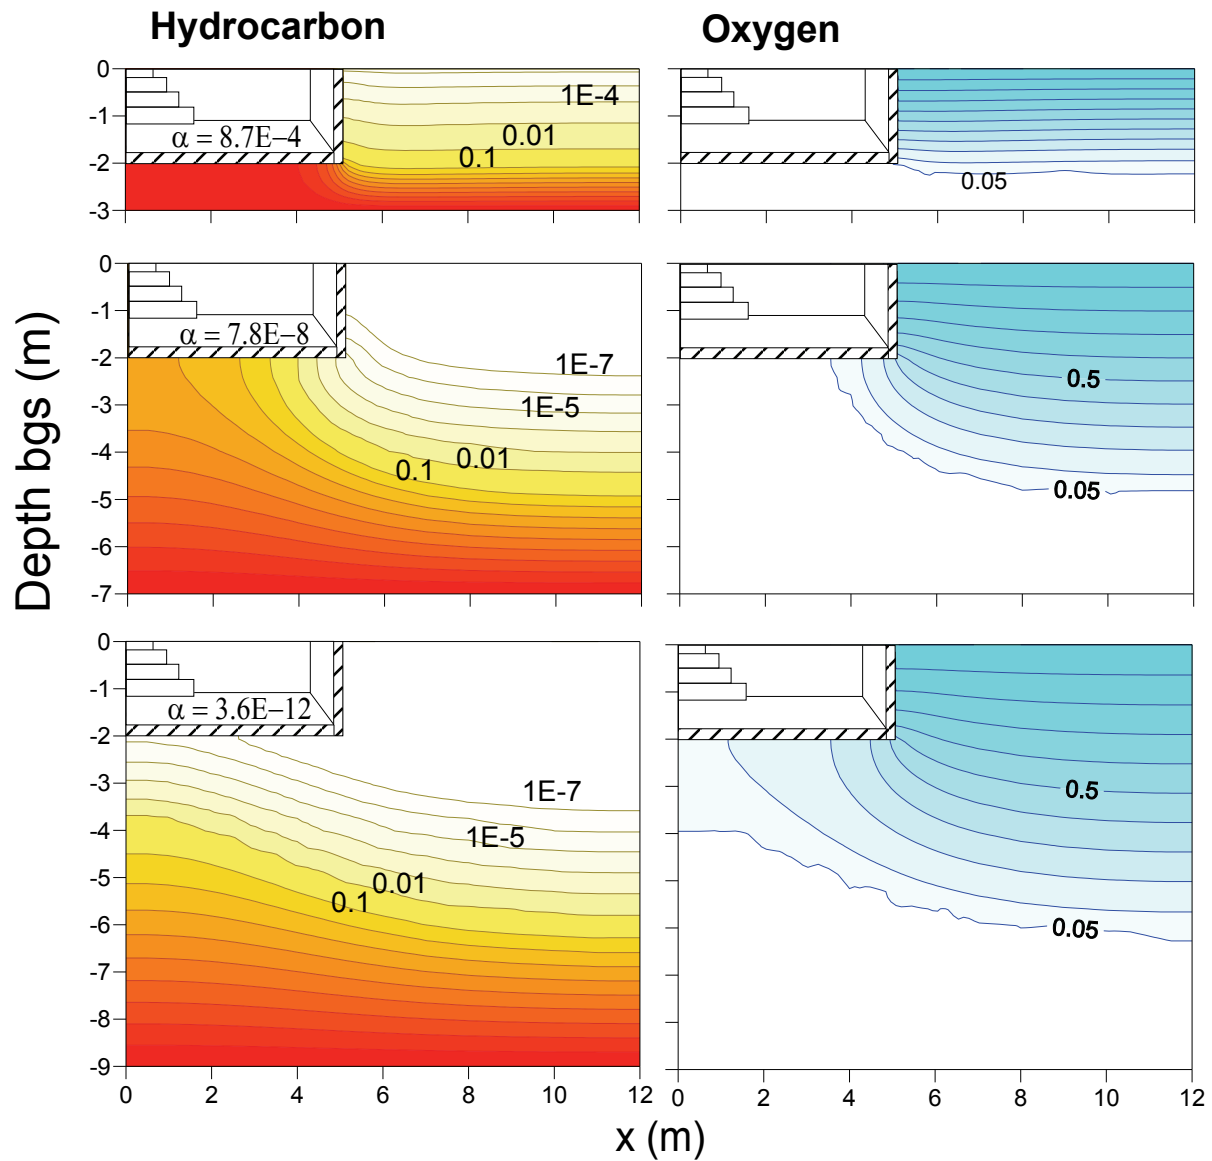 Hydrocarbon
Oxygen
0
-1
-2
-3
α = 8.7E−4
1E-4
0.01
0.1
0.05
Depth bgs (m)
0
-1
-2
-3
-4
-5
-6
-7
α = 7.8E−8
1E-7
1E-5
0.01
0.1
0.5
0.05
0
-1
-2
-3
-4
-5
-6
-7
-8
-9
α = 3.6E−12
1E-7
1E-5
0.01
0.1
0.5
0.05
0 2 4 6 8 10 12
0 2 4 6 8 10 12
x (m)